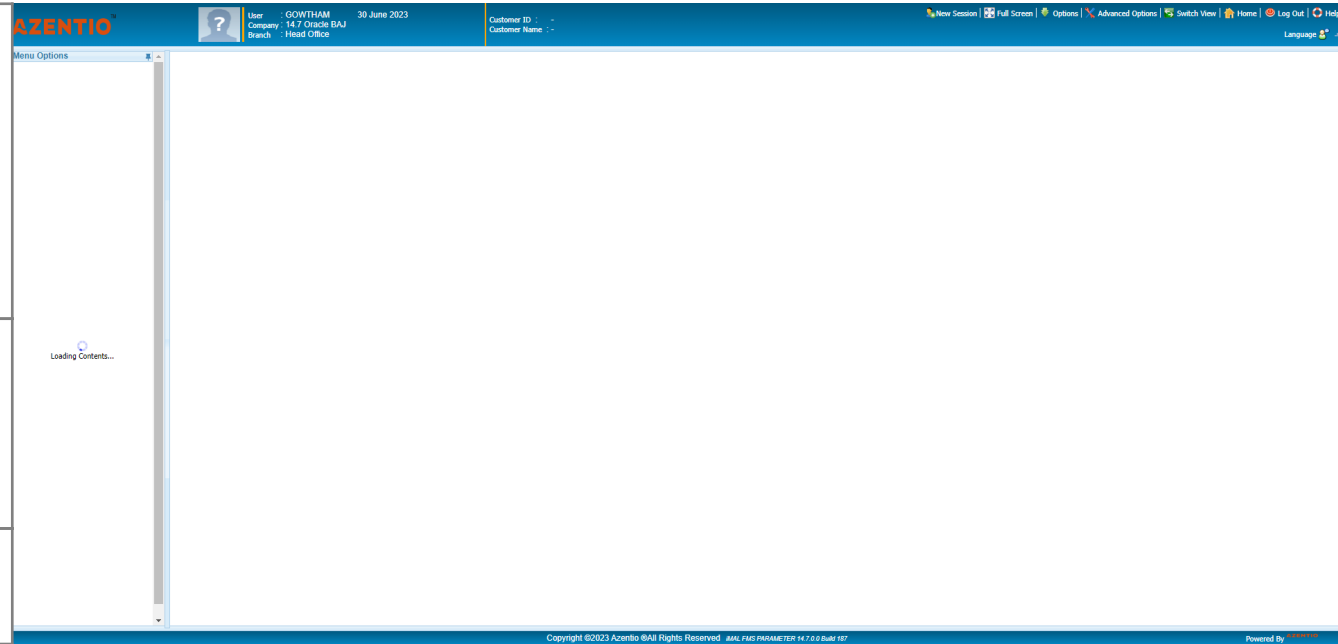 AZENTIO
User : GOWTHAM 30 June 2023
Company : 14.7 Oracle BAJ
Branch : Head Office
Customer ID : -
Customer Name : -
New Session | Full Screen | Options | Advanced Options | Switch View | Home | Log Out | Help
Language
Menu Options
Loading Contents...
Copyright ©2023 Azentio ®All Rights Reserved IMAL FMS PARAMETER 14.7.0.0 Build 187
Powered By AZENTIO